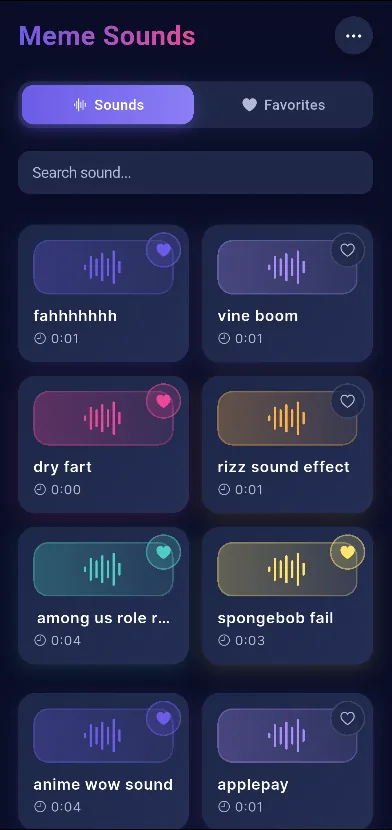 Meme Sounds
Sounds
Favorites
Search sound...
fahhhhhhh
0:01
vine boom
0:01
dry fart
0:00
rizz sound effect
0:01
among us role r...
0:04
spongebob fail
0:03
anime wow sound
0:04
applepay
0:01